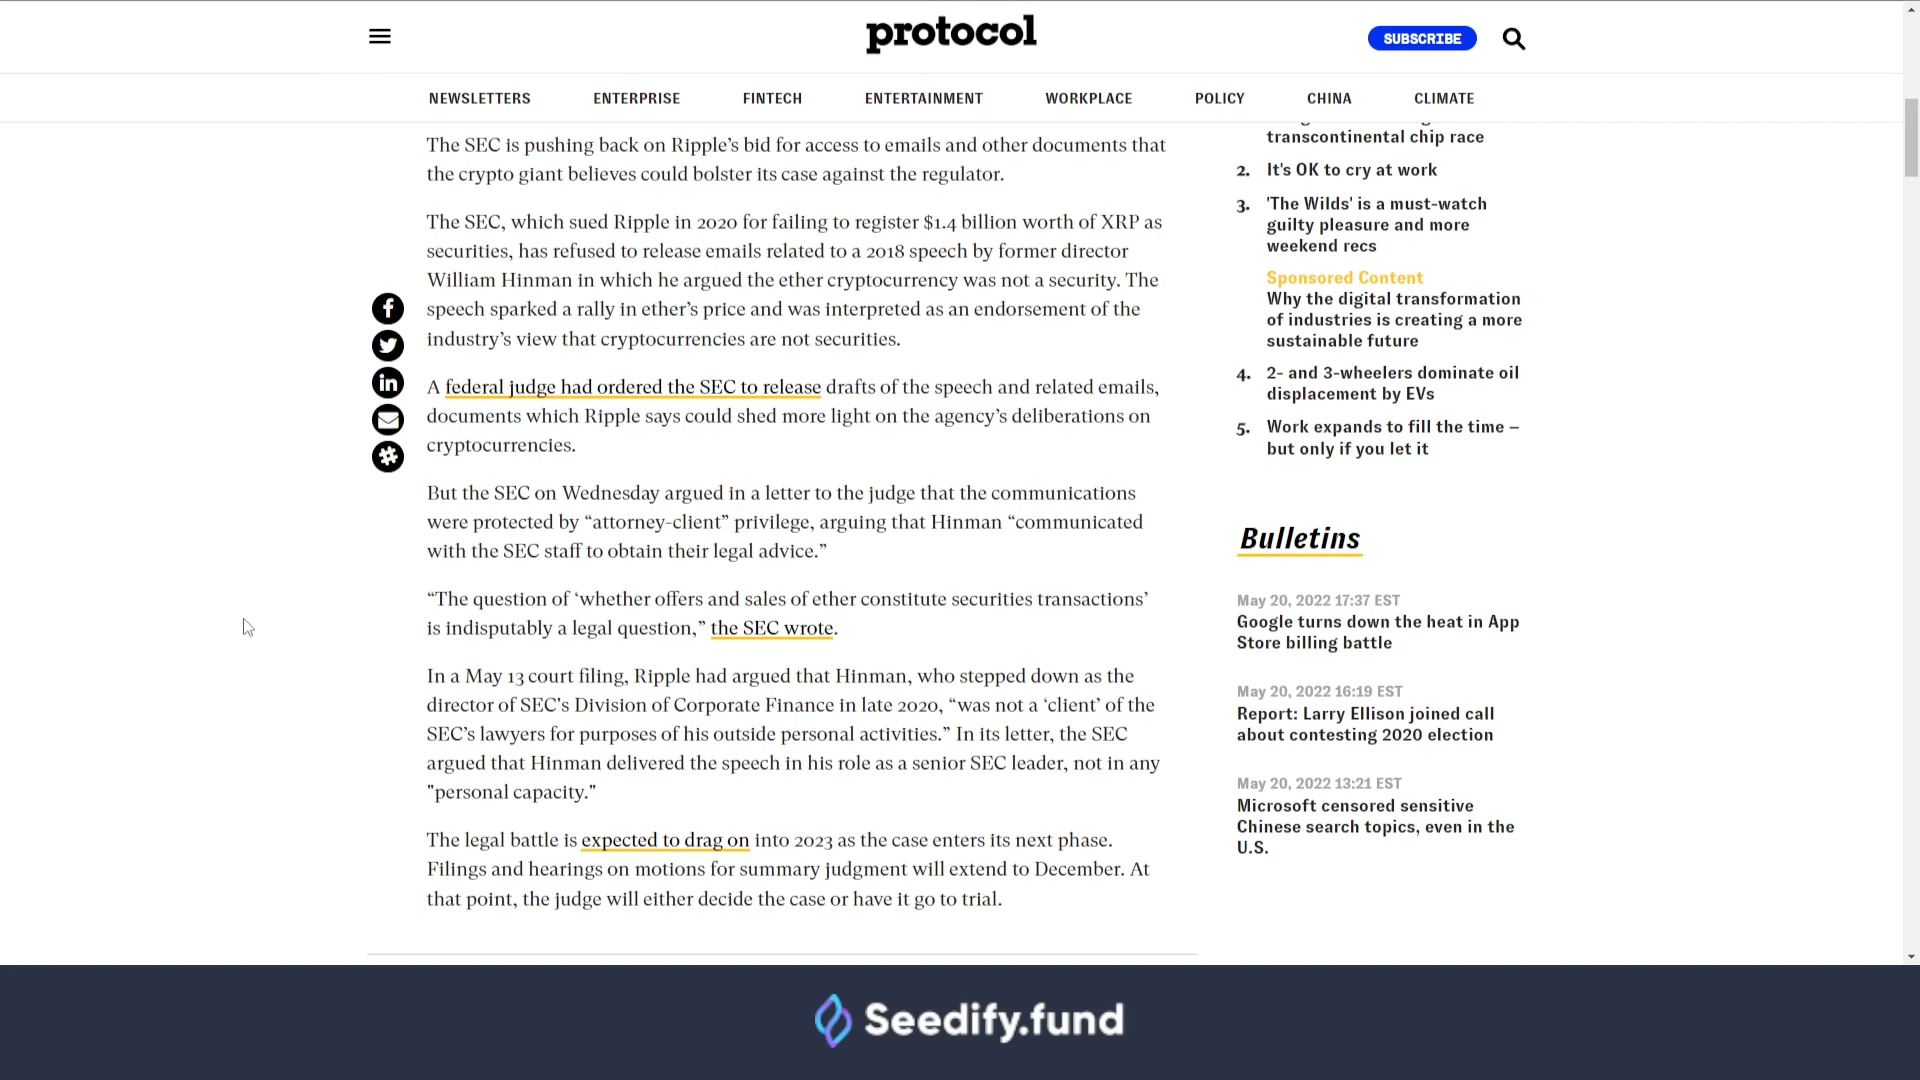 protocol
SUBSCRIBE
NEWSLETTERS ENTERPRISE FINTECH ENTERTAINMENT WORKPLACE POLICY CHINA CLIMATE
The SEC is pushing back on Ripple’s bid for access to emails and other documents that
the crypto giant believes could bolster its case against the regulator.
The SEC, which sued Ripple in 2020 for failing to register $1.4 billion worth of XRP as
securities, has refused to release emails related to a 2018 speech by former director
William Hinman in which he argued the ether cryptocurrency was not a security. The
speech sparked a rally in ether’s price and was interpreted as an endorsement of the
industry’s view that cryptocurrencies are not securities.
A federal judge had ordered the SEC to release drafts of the speech and related emails,
documents which Ripple says could shed more light on the agency’s deliberations on
cryptocurrencies.
But the SEC on Wednesday argued in a letter to the judge that the communications
were protected by “attorney-client” privilege, arguing that Hinman “communicated
with the SEC staff to obtain their legal advice.”
“The question of ‘whether offers and sales of ether constitute securities transactions’
is indisputably a legal question,” the SEC wrote.
In a May 13 court filing, Ripple had argued that Hinman, who stepped down as the
director of SEC's Division of Corporate Finance in late 2020, “was not a ‘client’ of the
SEC’s lawyers for purposes of his outside personal activities.” In its letter, the SEC
argued that Hinman delivered the speech in his role as a senior SEC leader, not in any
"personal capacity."
The legal battle is expected to drag on into 2023 as the case enters its next phase.
Filings and hearings on motions for summary judgment will extend to December. At
that point, the judge will either decide the case or have it go to trial.
transcontinental chip race
2. It's OK to cry at work
3. 'The Wilds' is a must-watch
guilty pleasure and more
weekend recs
Sponsored Content
Why the digital transformation
of industries is creating a more
sustainable future
4. 2- and 3-wheelers dominate oil
displacement by EVs
5. Work expands to fill the time –
but only if you let it
Bulletins
May 20, 2022 17:37 EST
Google turns down the heat in App
Store billing battle
May 20, 2022 16:19 EST
Report: Larry Ellison joined call
about contesting 2020 election
May 20, 2022 13:21 EST
Microsoft censored sensitive
Chinese search topics, even in the
U.S.
Seedify.fund